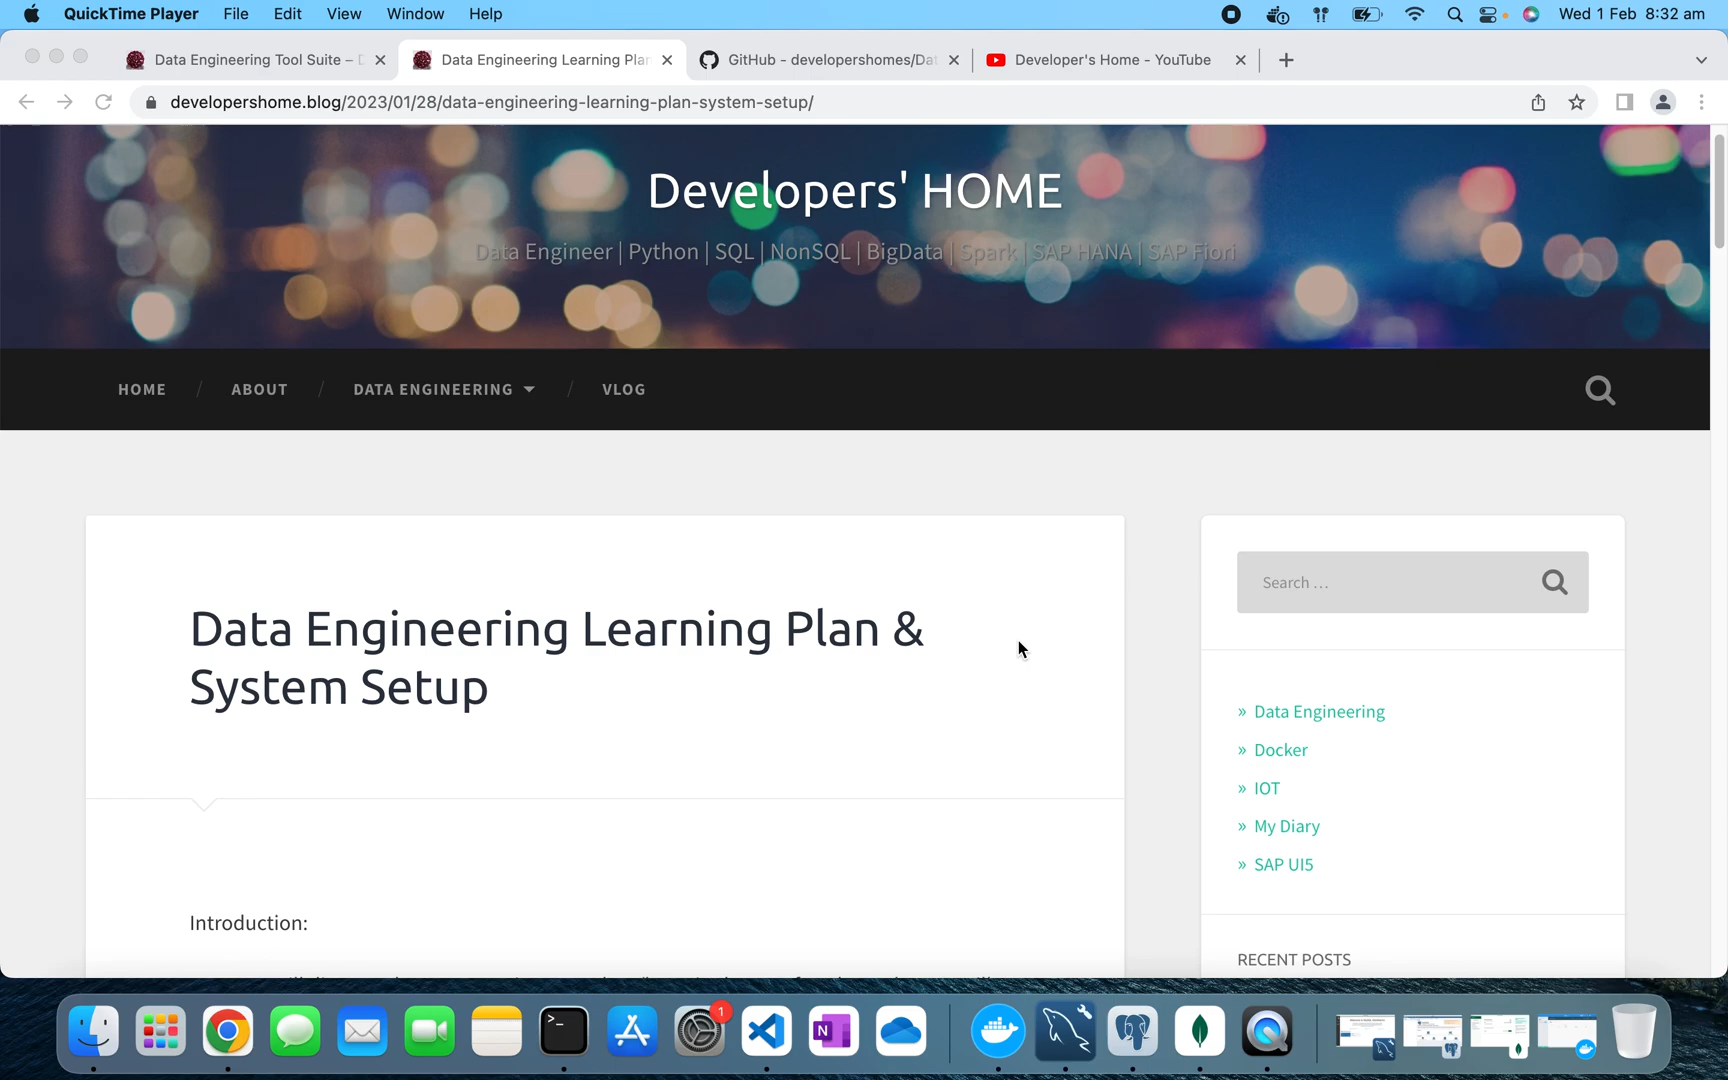 QuickTime Player File Edit View Window Help Wed 1 Feb 8:32 am
Data Engineering Tool Suite – D Data Engineering Learning Plan GitHub - developershomes/Dat Developer's Home - YouTube
developershome.blog/2023/01/28/data-engineering-learning-plan-system-setup/
Developers' HOME
Data Engineer | Python | SQL | NonSQL | BigData | Spark | SAP HANA | SAP Fiori
HOME / ABOUT / DATA ENGINEERING / VLOG
Search ...
Data Engineering Learning Plan &
System Setup
» Data Engineering
» Docker
» IOT
» My Diary
» SAP UI5
Introduction:
RECENT POSTS
1